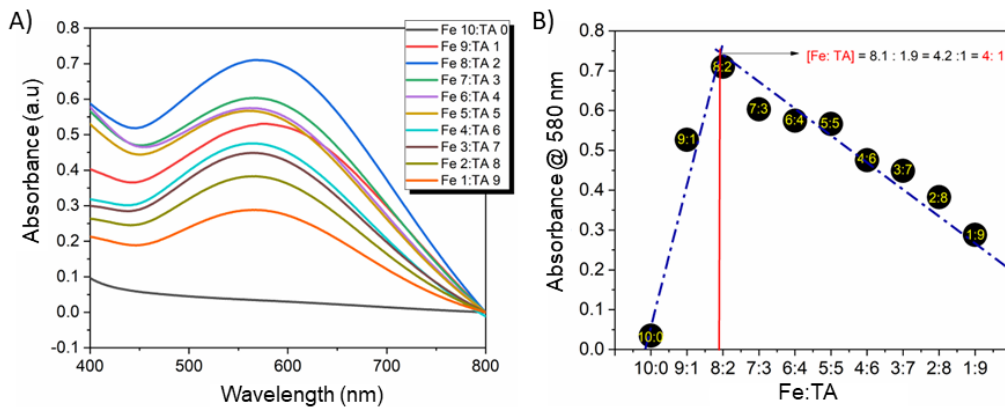 A)
Absorbance (a.u)
0.8
0.7
0.6
0.5
0.4
0.3
0.2
0.1
0.0
-0.1
400
500
600
700
800
Wavelength (nm)
Fe 10:TA 0
Fe 9:TA 1
Fe 8:TA 2
Fe 7:TA 3
Fe 6:TA 4
Fe 5:TA 5
Fe 4:TA 6
Fe 3:TA 7
Fe 2:TA 8
Fe 1:TA 9
B)
Absorbance @ 580 nm
0.8
0.7
0.6
0.5
0.4
0.3
0.2
0.1
0.0
[Fe: TA] = 8.1 : 1.9 = 4.2 :1 = 4: 1
10:0
9:1
8:2
7:3
6:4
5:5
4:6
3:7
2:8
1:9
10:0 9:1 8:2 7:3 6:4 5:5 4:6 3:7 2:8 1:9
Fe:TA